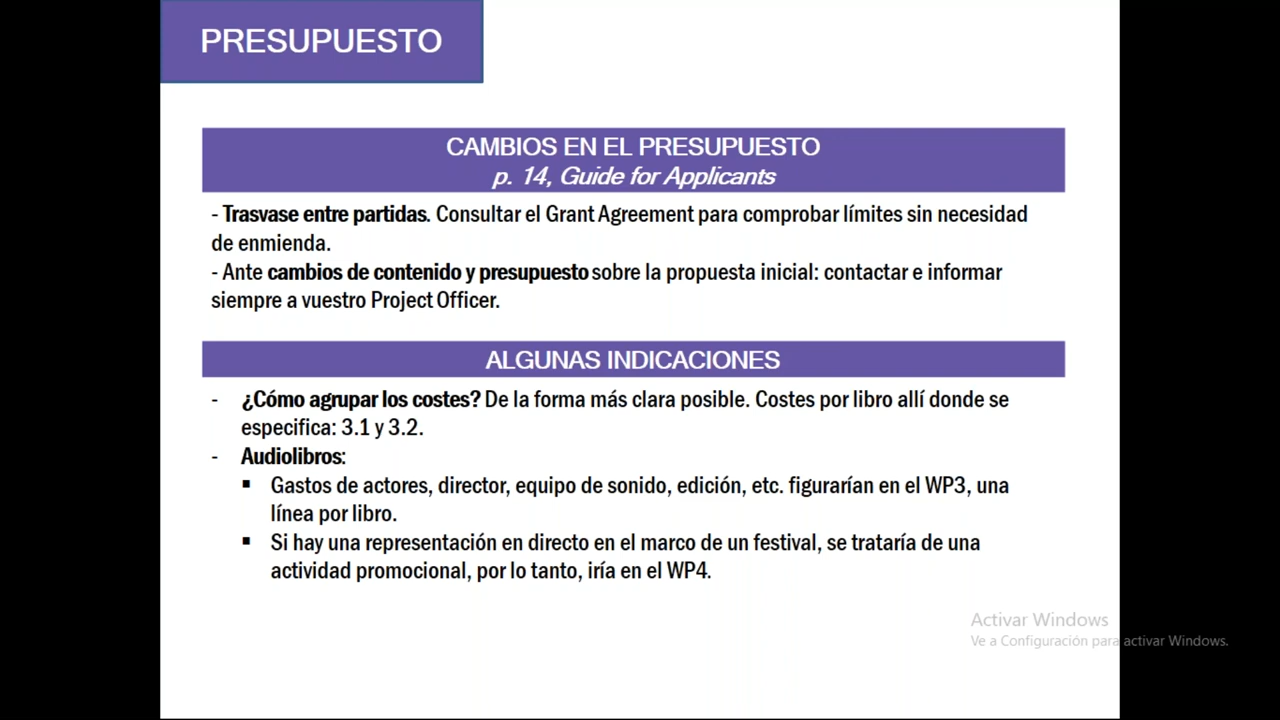 PRESUPUESTO
CAMBIOS EN EL PRESUPUESTO
p. 14, Guide for Applicants
- Trasvase entre partidas. Consultar el Grant Agreement para comprobar límites sin necesidad
de enmienda.
- Ante cambios de contenido y presupuesto sobre la propuesta inicial: contactar e informar
siempre a vuestro Project Officer.
ALGUNAS INDICACIONES
- ¿Cómo agrupar los costes? De la forma más clara posible. Costes por libro allí donde se
especifica: 3.1 y 3.2.
- Audiolibros:
▪ Gastos de actores, director, equipo de sonido, edición, etc. figurarían en el WP3, una
línea por libro.
▪ Si hay una representación en directo en el marco de un festival, se trataría de una
actividad promocional, por lo tanto, iría en el WP4.
Activar Windows
Ve a Configuración para activar Windows.